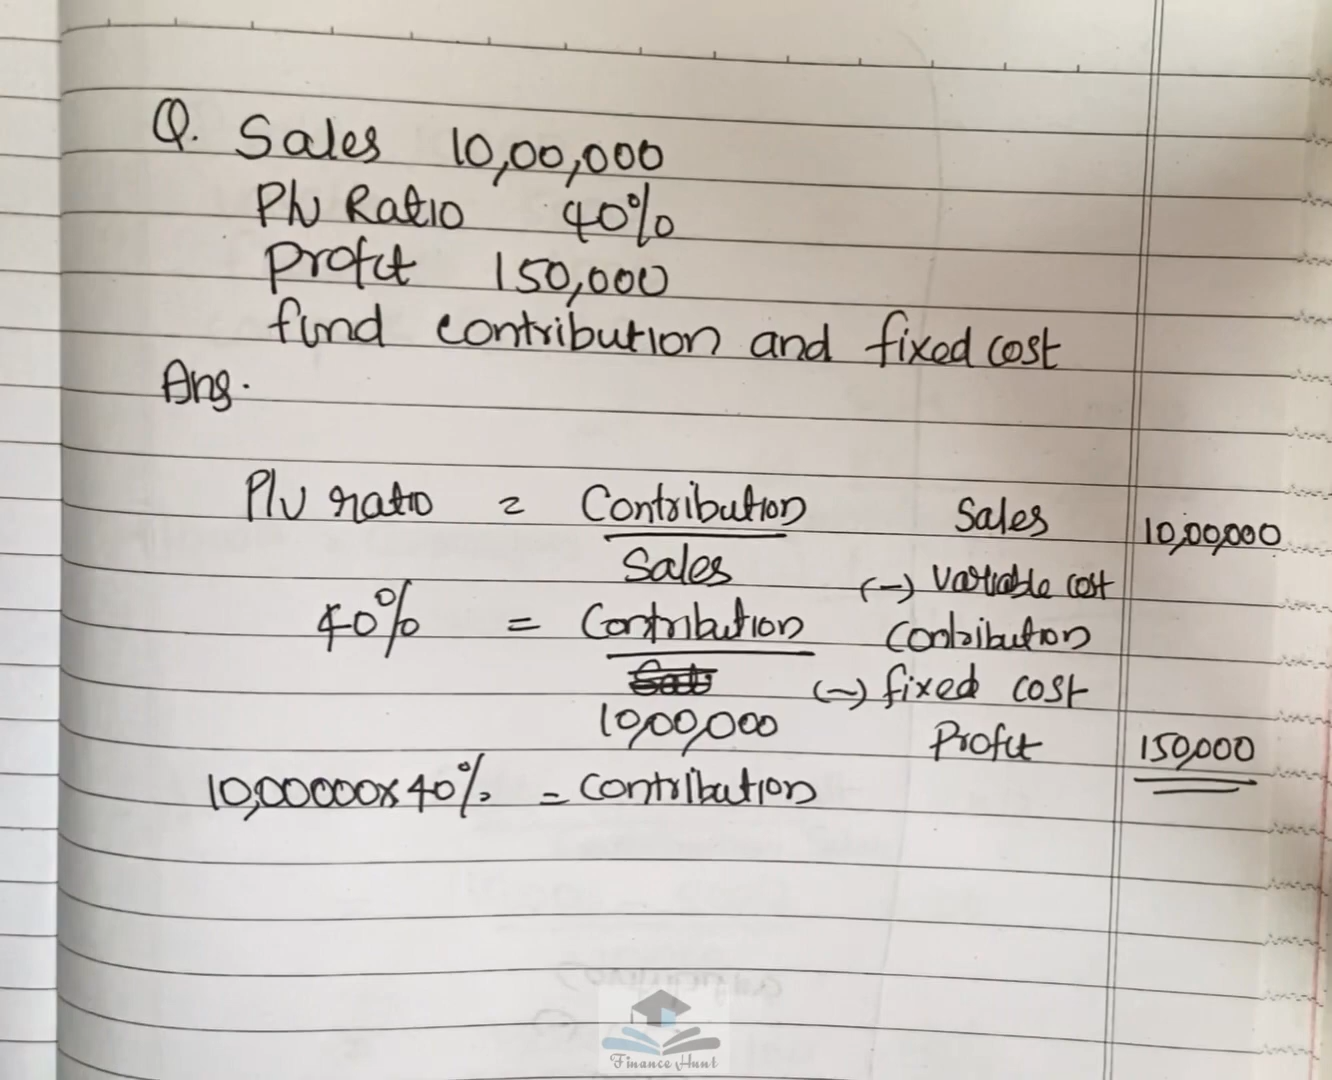 Q. Sales 10,00,000
P/V Ratio 40%
Profit 150,000
find contribution and fixed cost
Ans.
P/V ratio = Contribution
Sales
40% = Contribution
10,00,000
10,00000x40% = contribution
Sales 10,00,000
(-) Variable cost
Contribution
(-) fixed cost
Profit 150,000
Finance Hunt